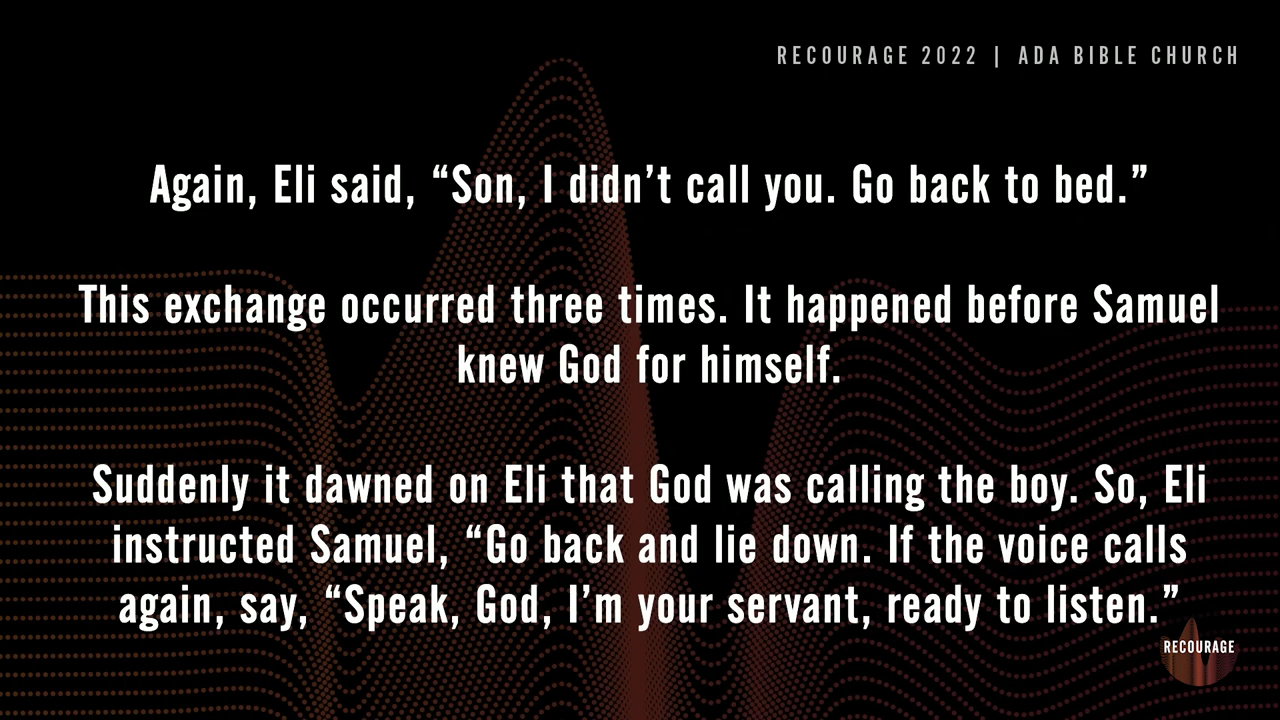 RECOURAGE 2022 | ADA BIBLE CHURCH
Again, Eli said, “Son, I didn’t call you. Go back to bed.”
This exchange occurred three times. It happened before Samuel
knew God for himself.
Suddenly it dawned on Eli that God was calling the boy. So, Eli
instructed Samuel, “Go back and lie down. If the voice calls
again, say, “Speak, God, I’m your servant, ready to listen.”
RECOURAGE